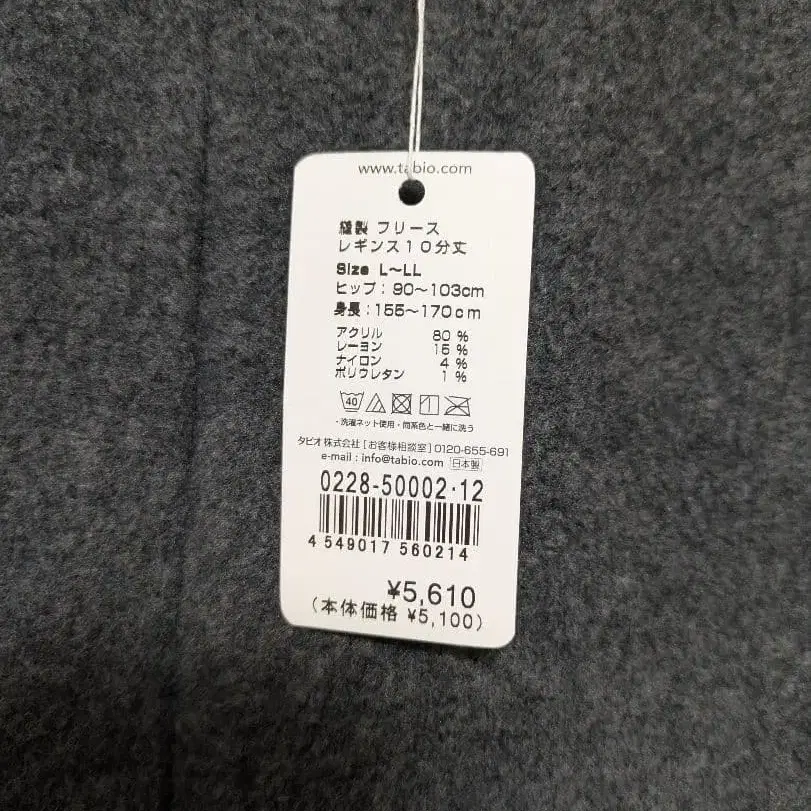 www.tabio.com
縫製 フリース
レギンス10分丈
Size L〜LL
ヒップ：90〜103cm
身長：155〜170cm
アクリル 80 %
レーヨン 15 %
ナイロン 4 %
ポリウレタン 1 %
40
・洗濯ネット使用・同系色と一緒に洗う
タビオ 株式会社 [お客様相談室] 0120-655-691
e-mail : info@tabio.com 日本製
0228-50002-12
4 549017 560214
¥5,610
(本体価格 ¥5,100)